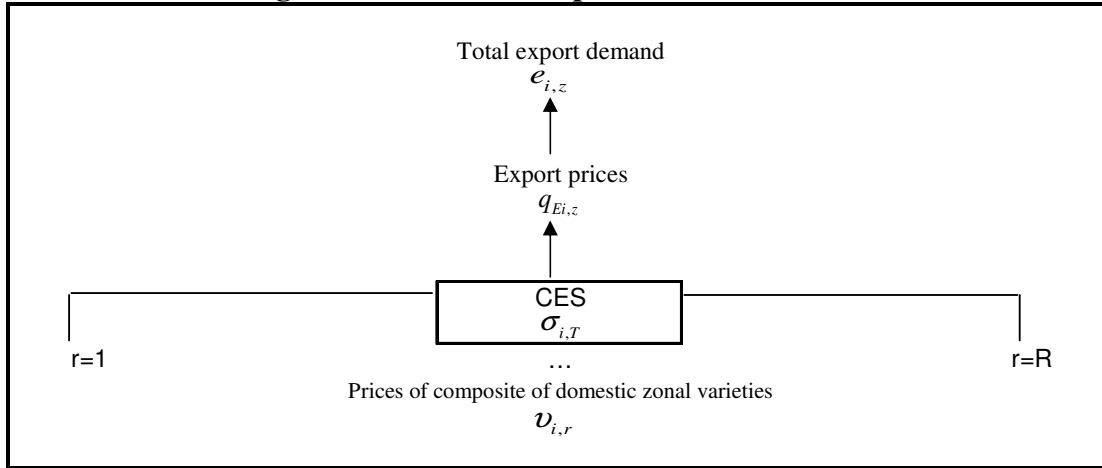 Total export demand
e_{i,z}
Export prices
q_{Ei,z}
CES
σ_{i,T}
r=1
…
r=R
Prices of composite of domestic zonal varieties
υ_{i,r}